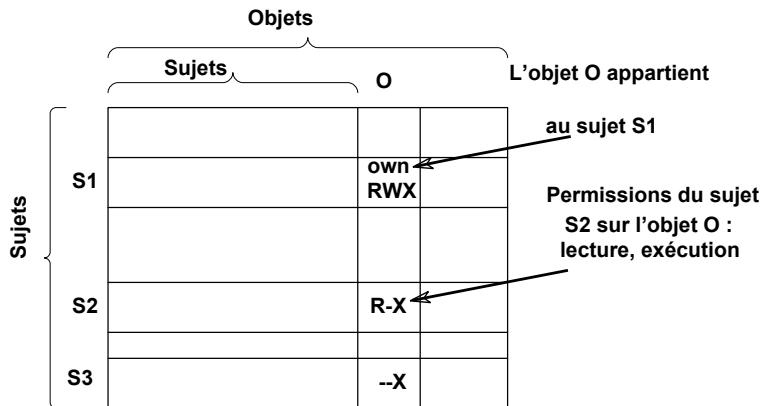 Objets
Sujets
O
L'objet O appartient
au sujet S1
Sujets
S1
own
RWX
Permissions du sujet
S2 sur l'objet O :
lecture, exécution
S2
R-X
S3
--X